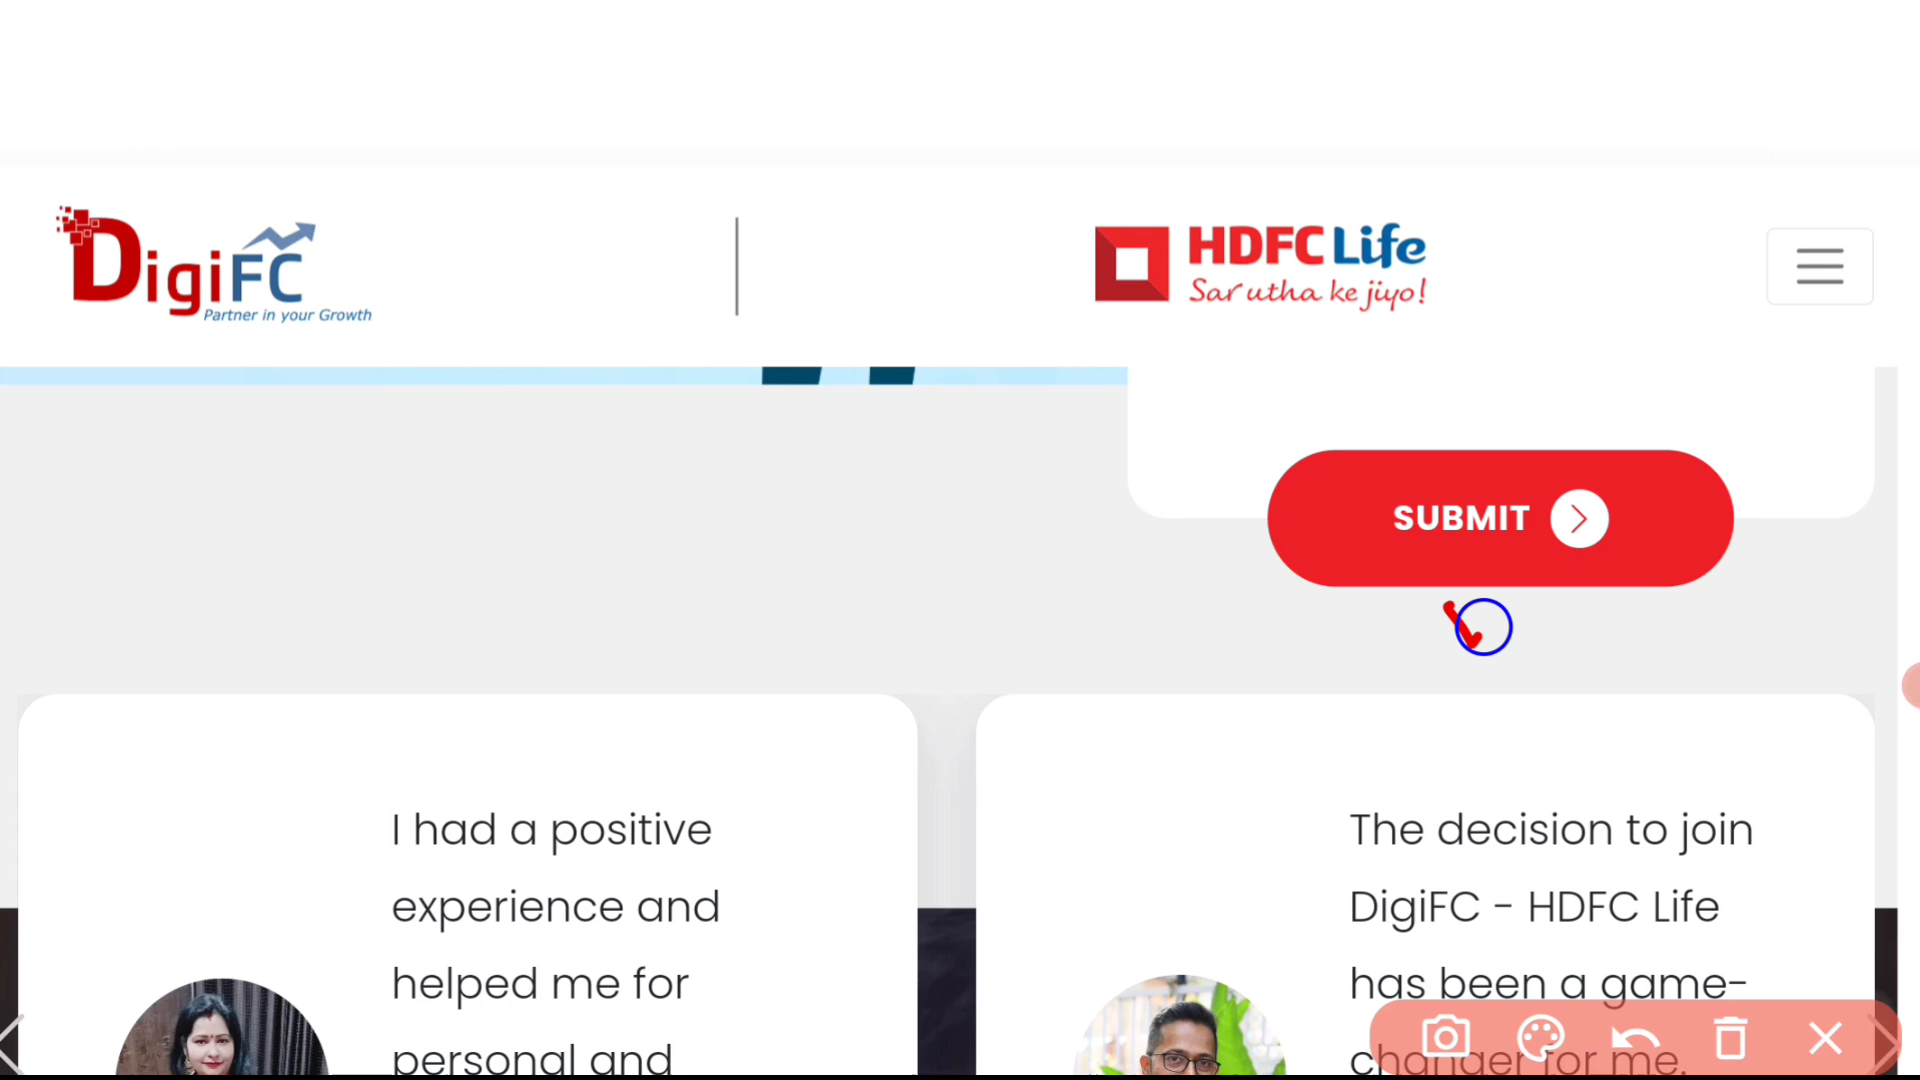 DigiFC
Partner in your Growth
HDFC Life
Sar utha ke jiyo!
SUBMIT
I had a positive
experience and
helped me for
personal and
The decision to join
DigiFC - HDFC Life
has been a game-
changer for me.